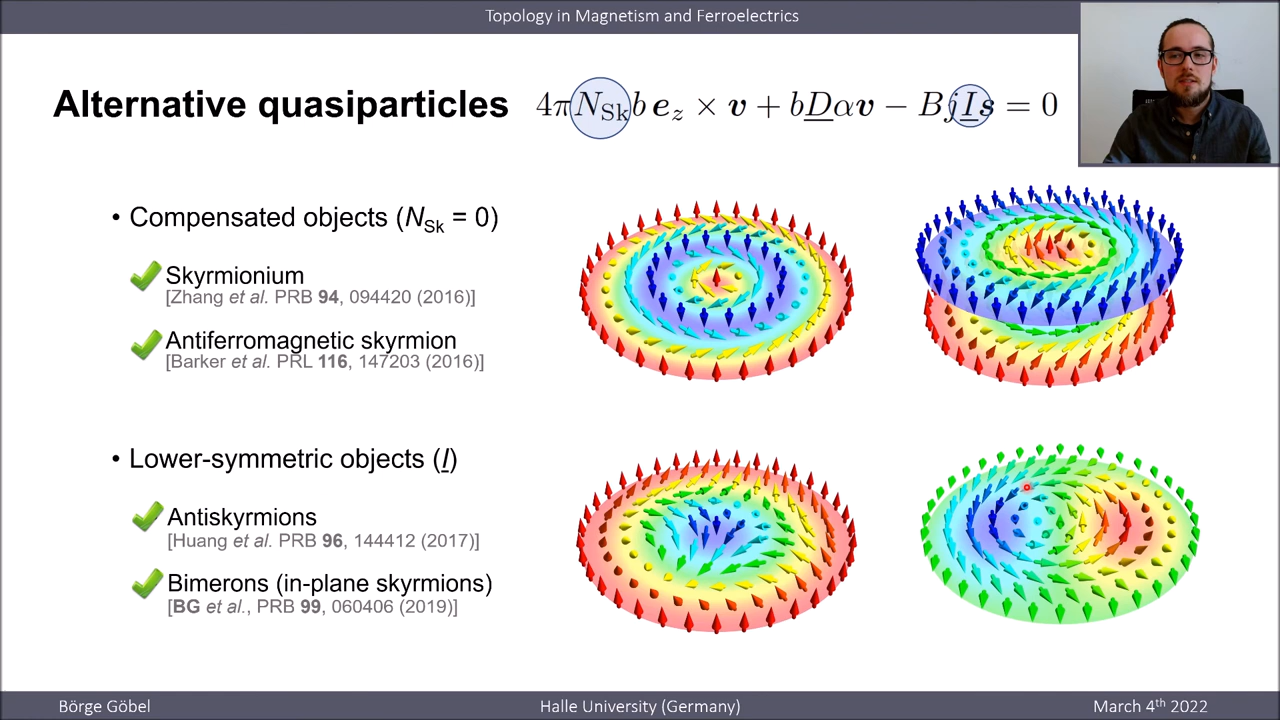 Topology in Magnetism and Ferroelectrics
Alternative quasiparticles
4πN_Sk b e_z × v + bDαv − BjIs = 0
• Compensated objects (N_Sk = 0)
Skyrmionium
[Zhang et al. PRB 94, 094420 (2016)]
Antiferromagnetic skyrmion
[Barker et al. PRL 116, 147203 (2016)]
• Lower-symmetric objects (I)
Antiskyrmions
[Huang et al. PRB 96, 144412 (2017)]
Bimerons (in-plane skyrmions)
[BG et al., PRB 99, 060406 (2019)]
Börge Göbel
Halle University (Germany)
March 4th 2022